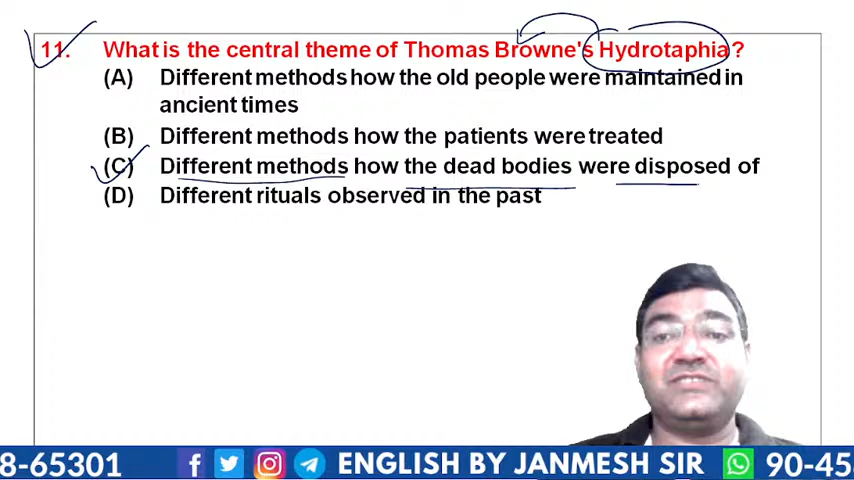 11. What is the central theme of Thomas Browne's Hydrotaphia?
(A) Different methods how the old people were maintained in
ancient times
(B) Different methods how the patients were treated
(C) Different methods how the dead bodies were disposed of
(D) Different rituals observed in the past
8-65301 f ENGLISH BY JANMESH SIR 90-45